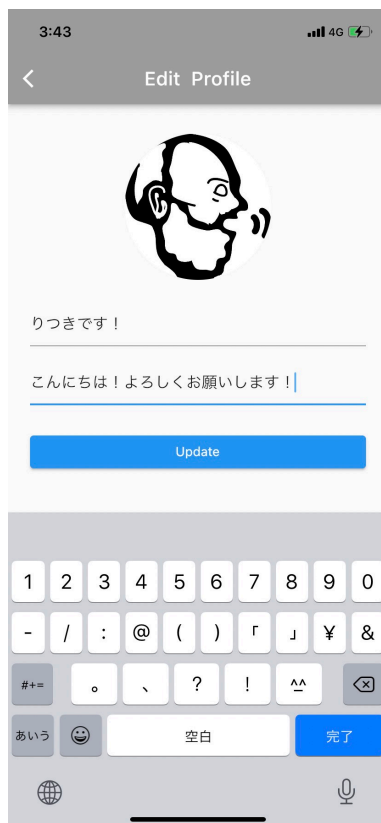 3:43 4G
Edit Profile
りつきです！
こんにちは！よろしくお願いします！
Update
1 2 3 4 5 6 7 8 9 0
- / : @ ( ) 「 」 ¥ &
#+= 。 、 ? ! ^^
あいう 空白 完了